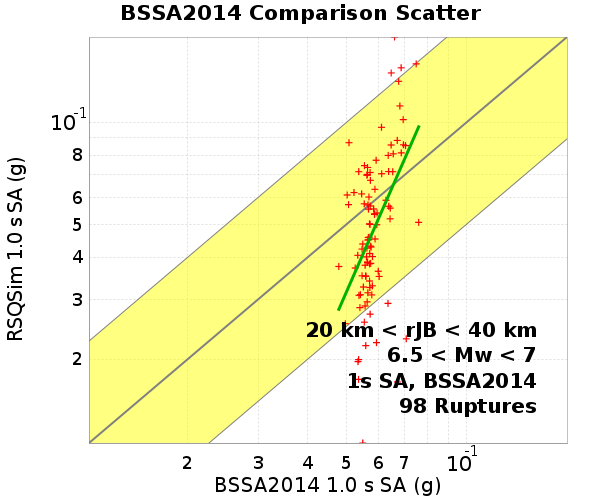 BSSA2014 Comparison Scatter
RSQSim 1.0 s SA (g)
10-1
8
6
5
4
3
2
20 km < rJB < 40 km
6.5 < Mw < 7
1s SA, BSSA2014
98 Ruptures
2 3 4 5 6 7 10-1
BSSA2014 1.0 s SA (g)